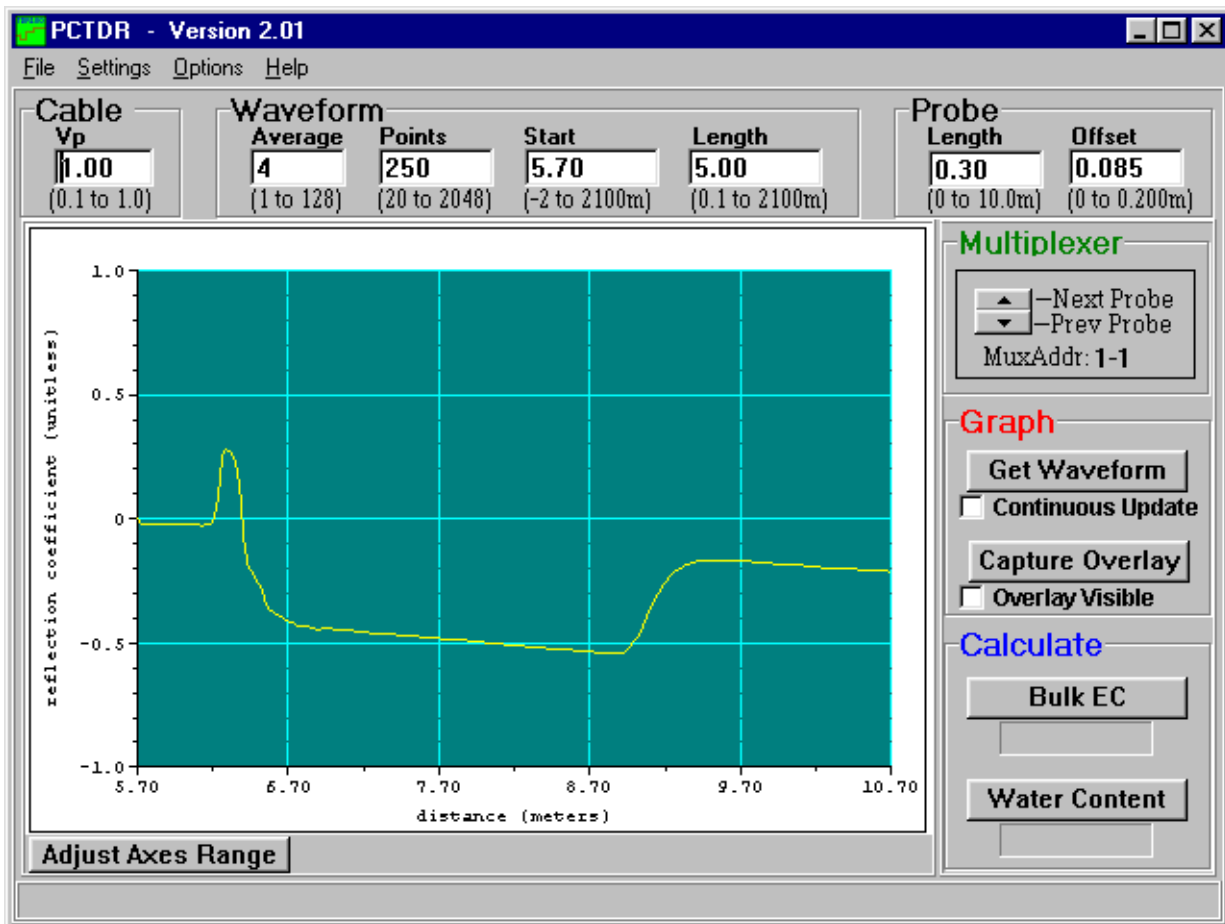 PCTDR - Version 2.01
File Settings Options Help
Cable
Vp
1.00
(0.1 to 1.0)
Waveform
Average Points Start Length
4 250 5.70 5.00
(1 to 128) (20 to 2048) (-2 to 2100m) (0.1 to 2100m)
Probe
Length Offset
0.30 0.085
(0 to 10.0m) (0 to 0.200m)
reflection coefficient (unitless)
1.0
0.5
0
-0.5
-1.0
5.70 6.70 7.70 8.70 9.70 10.70
distance (meters)
Adjust Axes Range
Multiplexer
Next Probe
Prev Probe
MuxAddr: 1-1
Graph
Get Waveform
Continuous Update
Capture Overlay
Overlay Visible
Calculate
Bulk EC
Water Content